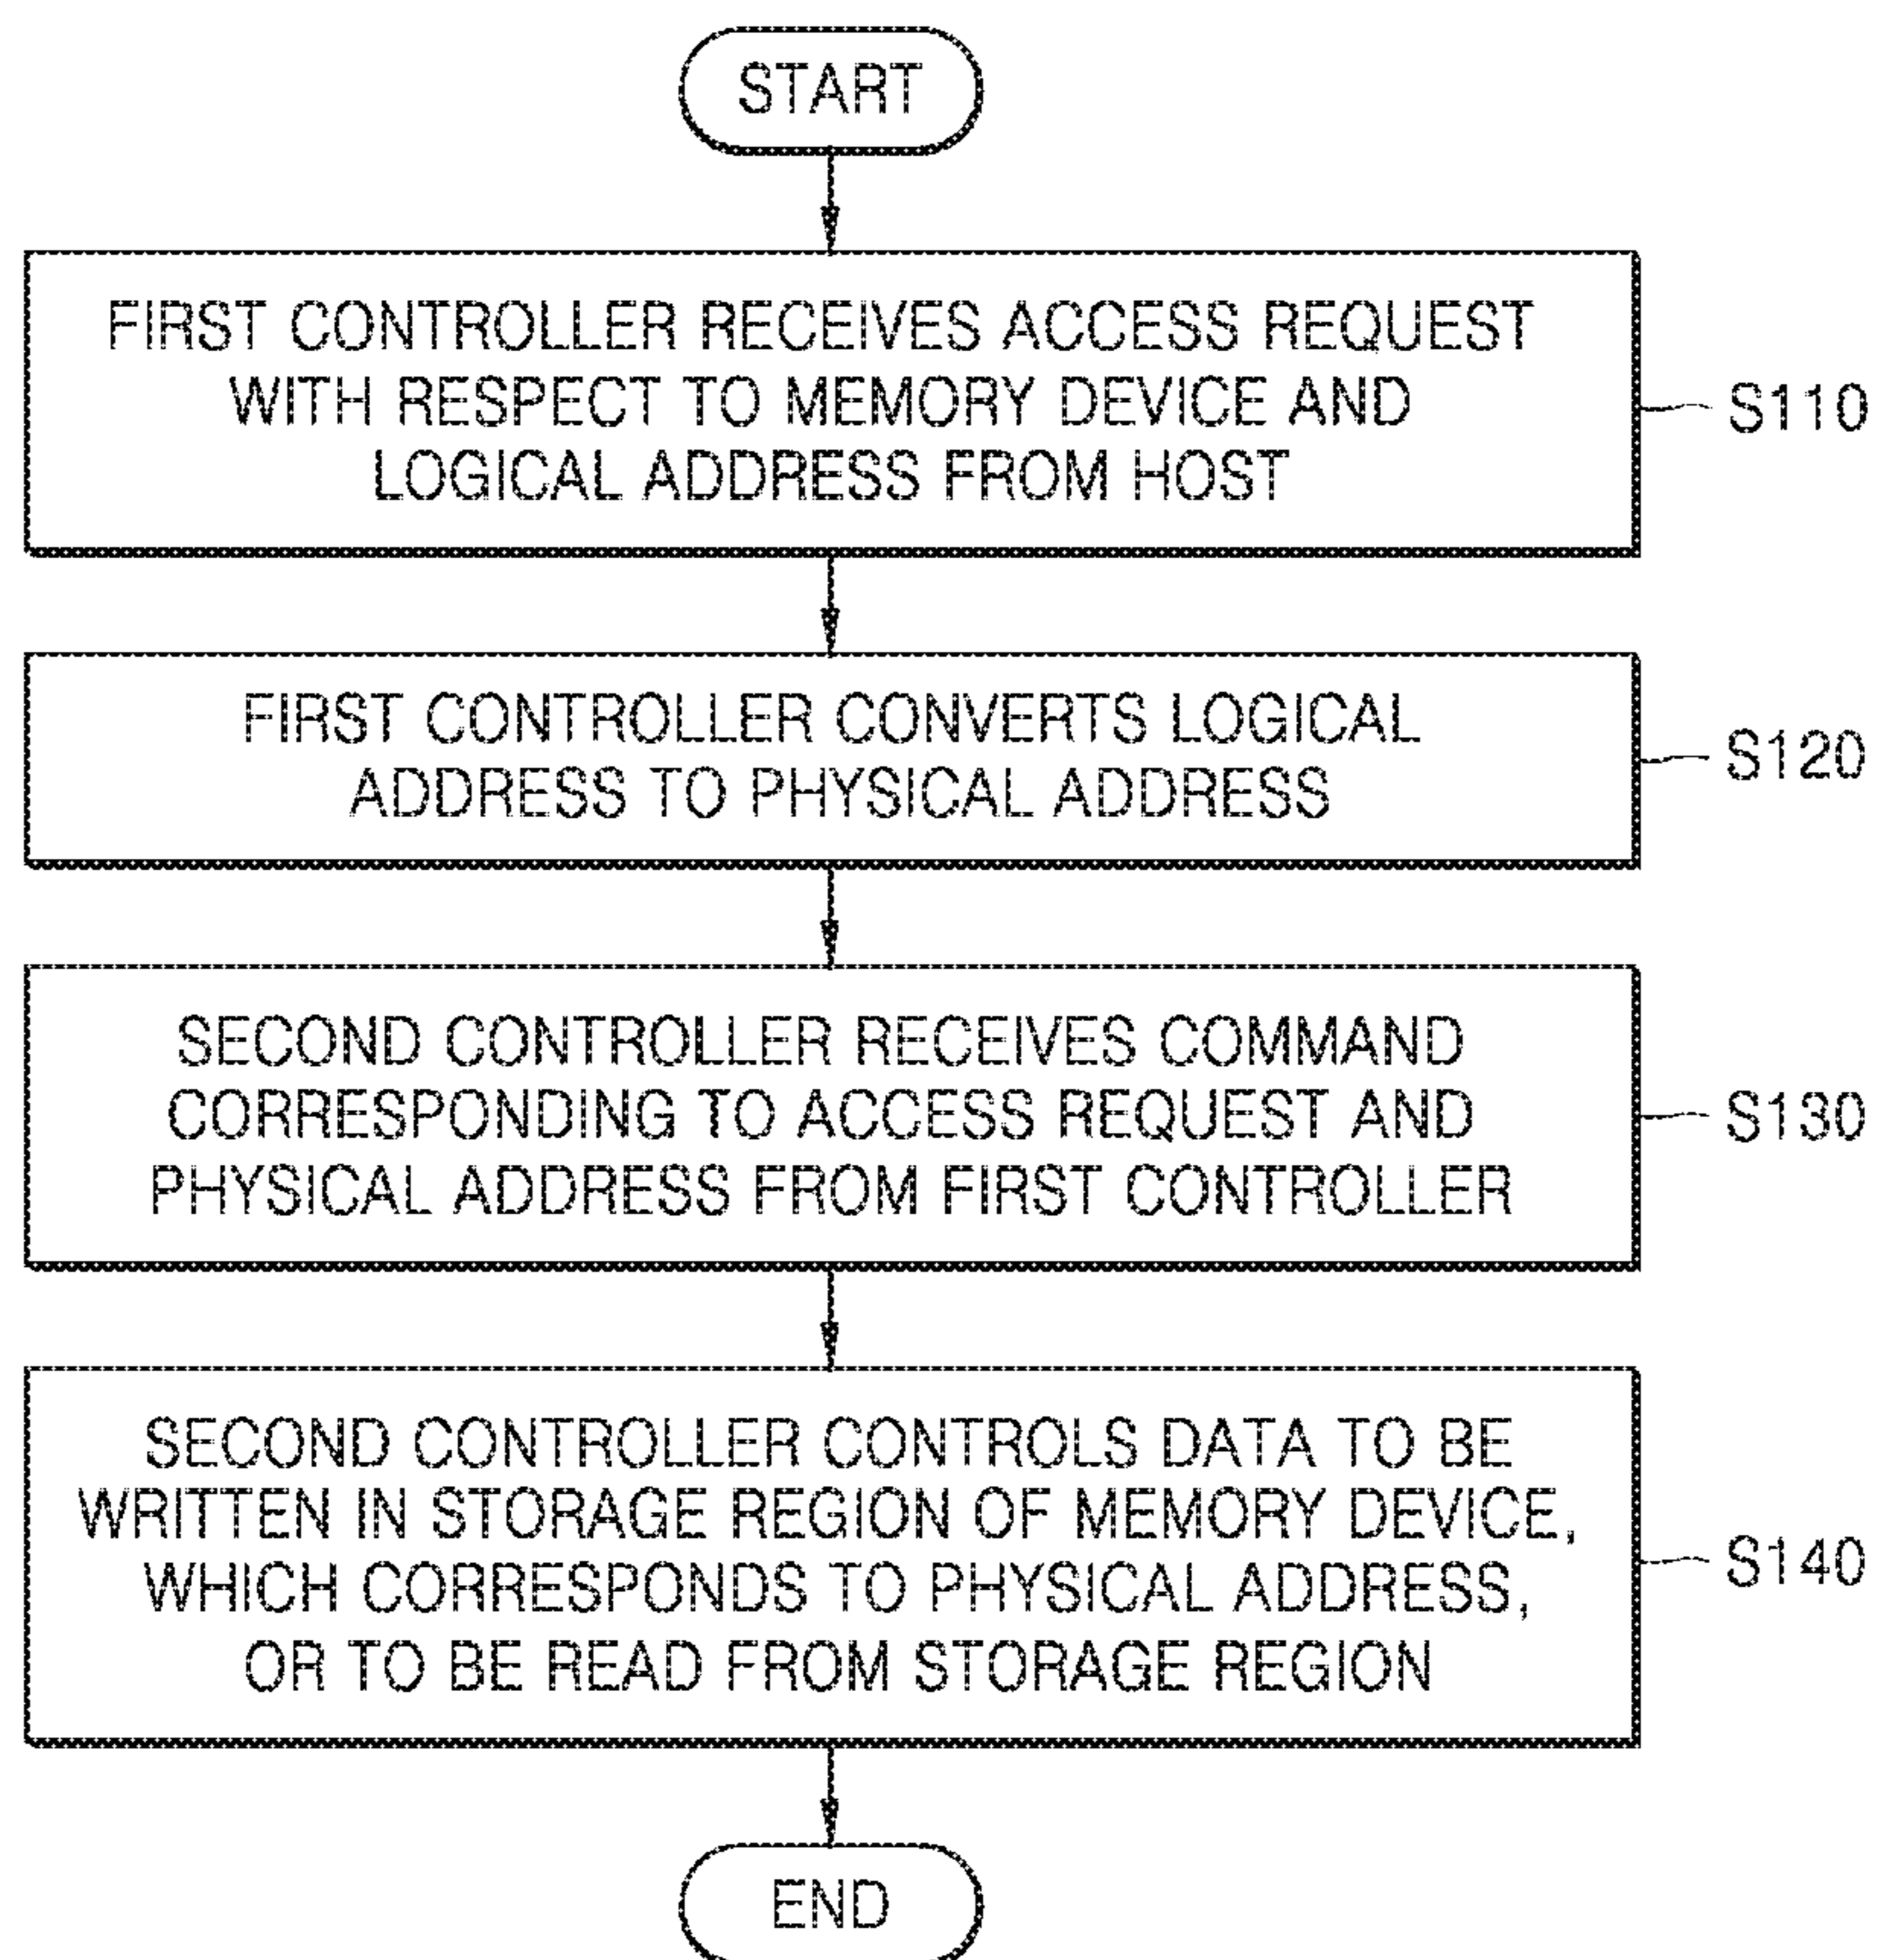 START
FIRST CONTROLLER RECEIVES ACCESS REQUEST
WITH RESPECT TO MEMORY DEVICE AND
LOGICAL ADDRESS FROM HOST
S110
FIRST CONTROLLER CONVERTS LOGICAL
ADDRESS TO PHYSICAL ADDRESS
S120
SECOND CONTROLLER RECEIVES COMMAND
CORRESPONDING TO ACCESS REQUEST AND
PHYSICAL ADDRESS FROM FIRST CONTROLLER
S130
SECOND CONTROLLER CONTROLS DATA TO BE
WRITTEN IN STORAGE REGION OF MEMORY DEVICE,
WHICH CORRESPONDS TO PHYSICAL ADDRESS,
OR TO BE READ FROM STORAGE REGION
S140
END